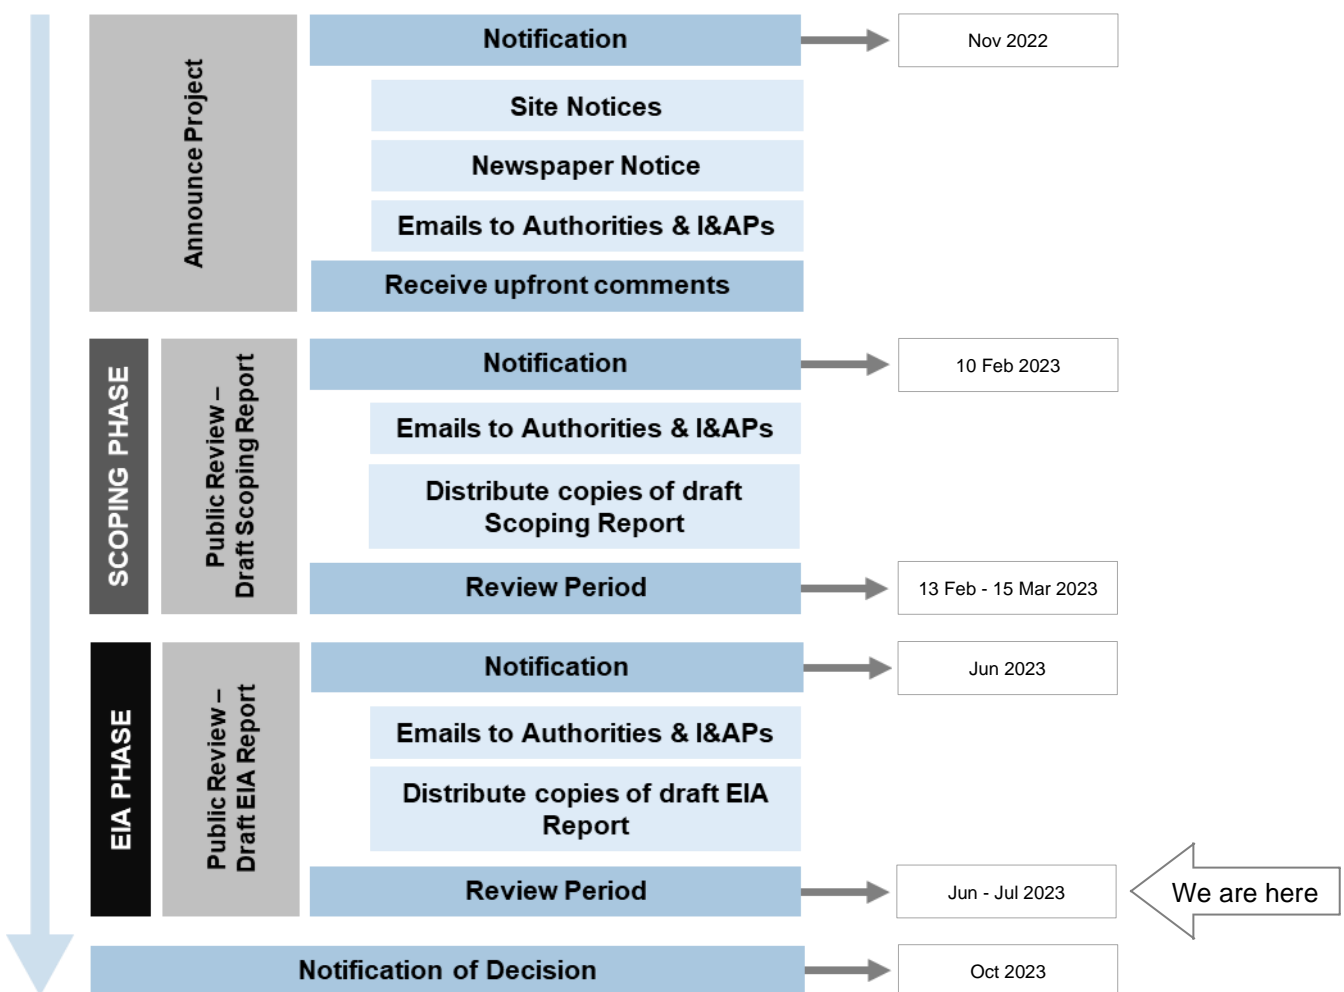 Announce Project
Notification
Nov 2022
Site Notices
Newspaper Notice
Emails to Authorities & I&APs
Receive upfront comments
SCOPING PHASE
Public Review –
Draft Scoping Report
Notification
10 Feb 2023
Emails to Authorities & I&APs
Distribute copies of draft
Scoping Report
Review Period
13 Feb - 15 Mar 2023
EIA PHASE
Public Review –
Draft EIA Report
Notification
Jun 2023
Emails to Authorities & I&APs
Distribute copies of draft EIA
Report
Review Period
Jun - Jul 2023
We are here
Notification of Decision
Oct 2023